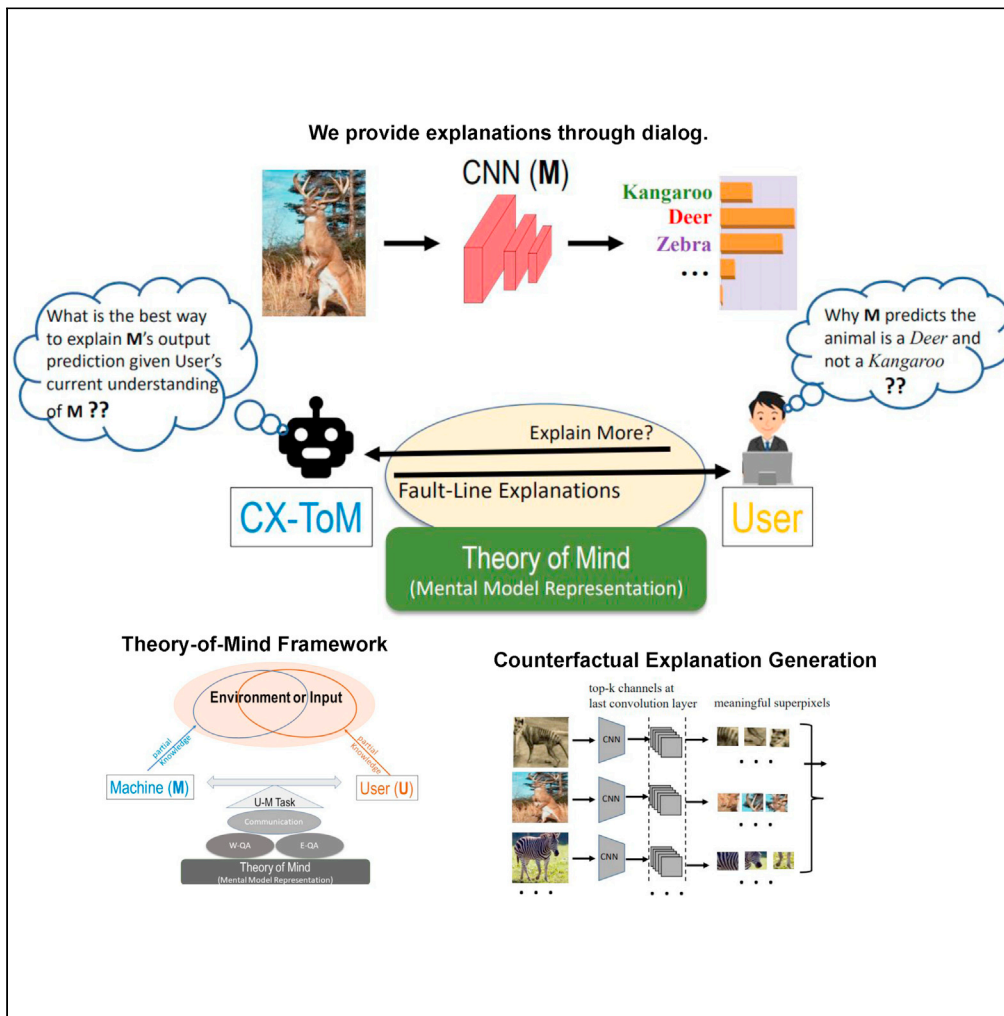 We provide explanations through dialog.
CNN (M)
Kangaroo
Deer
Zebra
• • •
What is the best way
to explain M's output
prediction given User's
current understanding
of M ??
Why M predicts the
animal is a Deer and
not a Kangaroo
??
Explain More?
Fault-Line Explanations
CX-ToM
User
Theory of Mind
(Mental Model Representation)
Theory-of-Mind Framework
Environment or Input
partial
Knowledge
partial
Knowledge
Machine (M)
User (U)
U-M Task
Communication
W-QA
E-QA
Theory of Mind
(Mental Model Representation)
Counterfactual Explanation Generation
top-k channels at
last convolution layer
meaningful superpixels
CNN
• • •
CNN
• • •
CNN
• • •
• • •
• • •